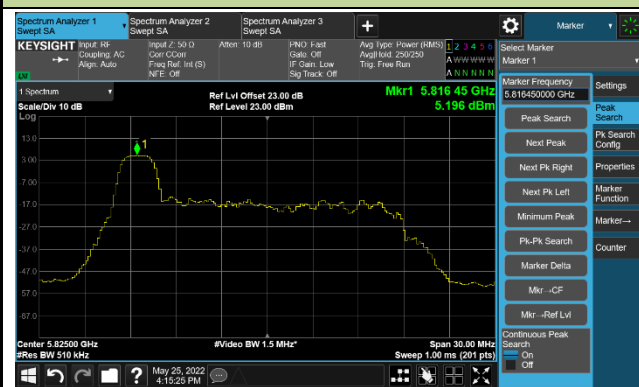 Spectrum Analyzer 1
Swept SA
Spectrum Analyzer 2
Swept SA
Spectrum Analyzer 3
Swept SA
+
Marker
KEYSIGHT
Input: RF
Coupling: AC
Align: Auto
Input Z: 50 Ω
Corr CCorr
Freq Ref: Int (S)
NFE: Off
Atten: 10 dB
PNO: Fast
Gate: Off
IF Gain: Low
Sig Track: Off
Avg Type: Power (RMS)
Avg|Hold: 250/250
Trig: Free Run
1 2 3 4 5 6
A W W W W W
A N N N N N
Select Marker
Marker 1
1 Spectrum
Scale/Div 10 dB
Log
Ref Lvl Offset 23.00 dB
Ref Level 23.00 dBm
Mkr1 5.816 45 GHz
5.196 dBm
1
13.0
3.00
-7.00
-17.0
-27.0
-37.0
-47.0
-57.0
-67.0
Center 5.82500 GHz
#Res BW 510 kHz
#Video BW 1.5 MHz*
Span 30.00 MHz
Sweep 1.00 ms (201 pts)
Marker Frequency
5.816450000 GHz
Peak Search
Next Peak
Next Pk Right
Next Pk Left
Minimum Peak
Pk-Pk Search
Marker Delta
Mkr→CF
Mkr→Ref Lvl
Continuous Peak
Search
On
Off
Settings
Peak
Search
Pk Search
Config
Properties
Marker
Function
Marker→
Counter
?
May 25, 2022
4:15:25 PM